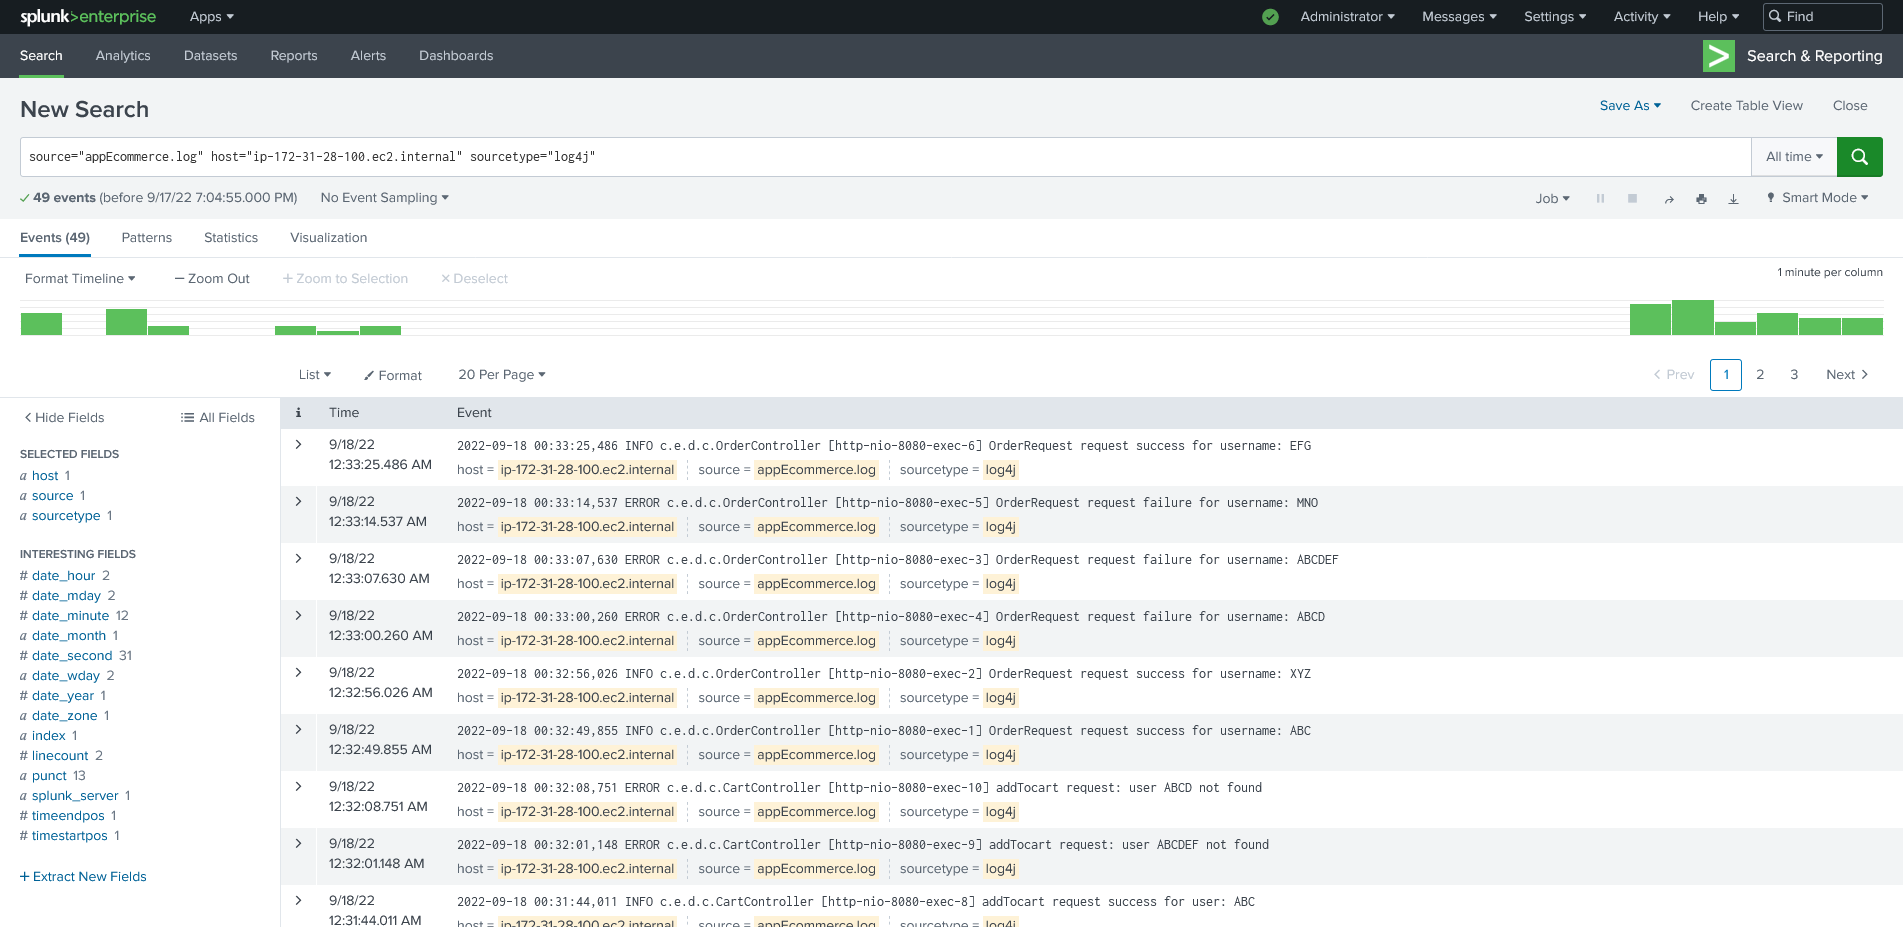 splunk>enterprise Apps Administrator Messages Settings Activity Help Find
Search Analytics Datasets Reports Alerts Dashboards Search & Reporting
New Search Save As Create Table View Close
source="appEcommerce.log" host="ip-172-31-28-100.ec2.internal" sourcetype="log4j" All time
49 events (before 9/17/22 7:04:55.000 PM) No Event Sampling Job Smart Mode
Events (49) Patterns Statistics Visualization
Format Timeline — Zoom Out + Zoom to Selection × Deselect 1 minute per column
List Format 20 Per Page < Prev 1 2 3 Next >
< Hide Fields All Fields
SELECTED FIELDS
a host 1
a source 1
a sourcetype 1
INTERESTING FIELDS
# date_hour 2
# date_mday 2
# date_minute 12
a date_month 1
# date_second 31
a date_wday 2
# date_year 1
a date_zone 1
a index 1
# linecount 2
a punct 13
a splunk_server 1
# timeendpos 1
# timestartpos 1
+ Extract New Fields
i Time Event
9/18/22 12:33:25.486 AM
2022-09-18 00:33:25,486 INFO c.e.d.c.OrderController [http-nio-8080-exec-6] OrderRequest request success for username: EFG
host = ip-172-31-28-100.ec2.internal source = appEcommerce.log sourcetype = log4j
9/18/22 12:33:14.537 AM
2022-09-18 00:33:14,537 ERROR c.e.d.c.OrderController [http-nio-8080-exec-5] OrderRequest request failure for username: MNO
host = ip-172-31-28-100.ec2.internal source = appEcommerce.log sourcetype = log4j
9/18/22 12:33:07.630 AM
2022-09-18 00:33:07,630 ERROR c.e.d.c.OrderController [http-nio-8080-exec-3] OrderRequest request failure for username: ABCDEF
host = ip-172-31-28-100.ec2.internal source = appEcommerce.log sourcetype = log4j
9/18/22 12:33:00.260 AM
2022-09-18 00:33:00,260 ERROR c.e.d.c.OrderController [http-nio-8080-exec-4] OrderRequest request failure for username: ABCD
host = ip-172-31-28-100.ec2.internal source = appEcommerce.log sourcetype = log4j
9/18/22 12:32:56.026 AM
2022-09-18 00:32:56,026 INFO c.e.d.c.OrderController [http-nio-8080-exec-2] OrderRequest request success for username: XYZ
host = ip-172-31-28-100.ec2.internal source = appEcommerce.log sourcetype = log4j
9/18/22 12:32:49.855 AM
2022-09-18 00:32:49,855 INFO c.e.d.c.OrderController [http-nio-8080-exec-1] OrderRequest request success for username: ABC
host = ip-172-31-28-100.ec2.internal source = appEcommerce.log sourcetype = log4j
9/18/22 12:32:08.751 AM
2022-09-18 00:32:08,751 ERROR c.e.d.c.CartController [http-nio-8080-exec-10] addTocart request: user ABCD not found
host = ip-172-31-28-100.ec2.internal source = appEcommerce.log sourcetype = log4j
9/18/22 12:32:01.148 AM
2022-09-18 00:32:01,148 ERROR c.e.d.c.CartController [http-nio-8080-exec-9] addTocart request: user ABCDEF not found
host = ip-172-31-28-100.ec2.internal source = appEcommerce.log sourcetype = log4j
9/18/22 12:31:44.011 AM
2022-09-18 00:31:44,011 INFO c.e.d.c.CartController [http-nio-8080-exec-8] addTocart request success for user: ABC
host = ip-172-31-28-100.ec2.internal source = appEcommerce.log sourcetype = log4j